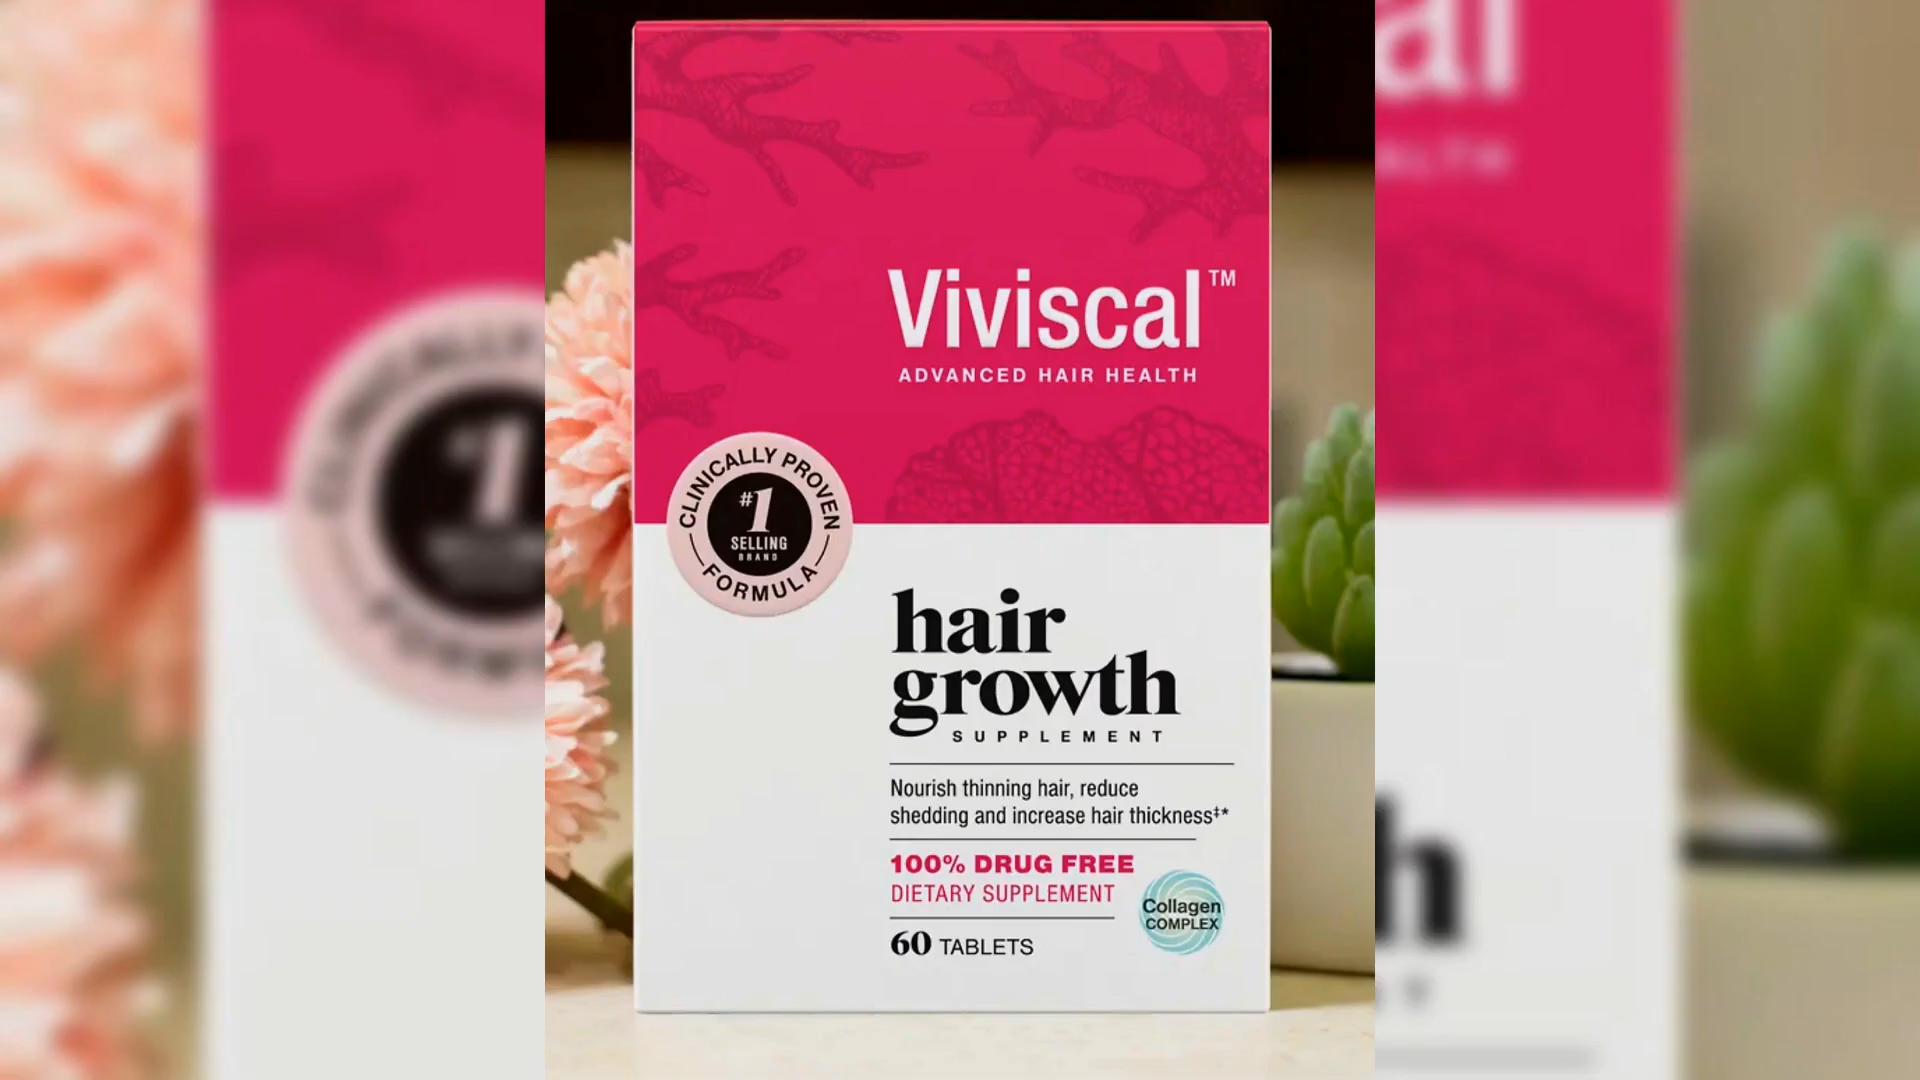 Viviscal™
ADVANCED HAIR HEALTH
CLINICALLY PROVEN
#1
SELLING
BRAND
FORMULA
hair
growth
SUPPLEMENT
Nourish thinning hair, reduce
shedding and increase hair thickness‡*
100% DRUG FREE
DIETARY SUPPLEMENT
Collagen
COMPLEX
60 TABLETS